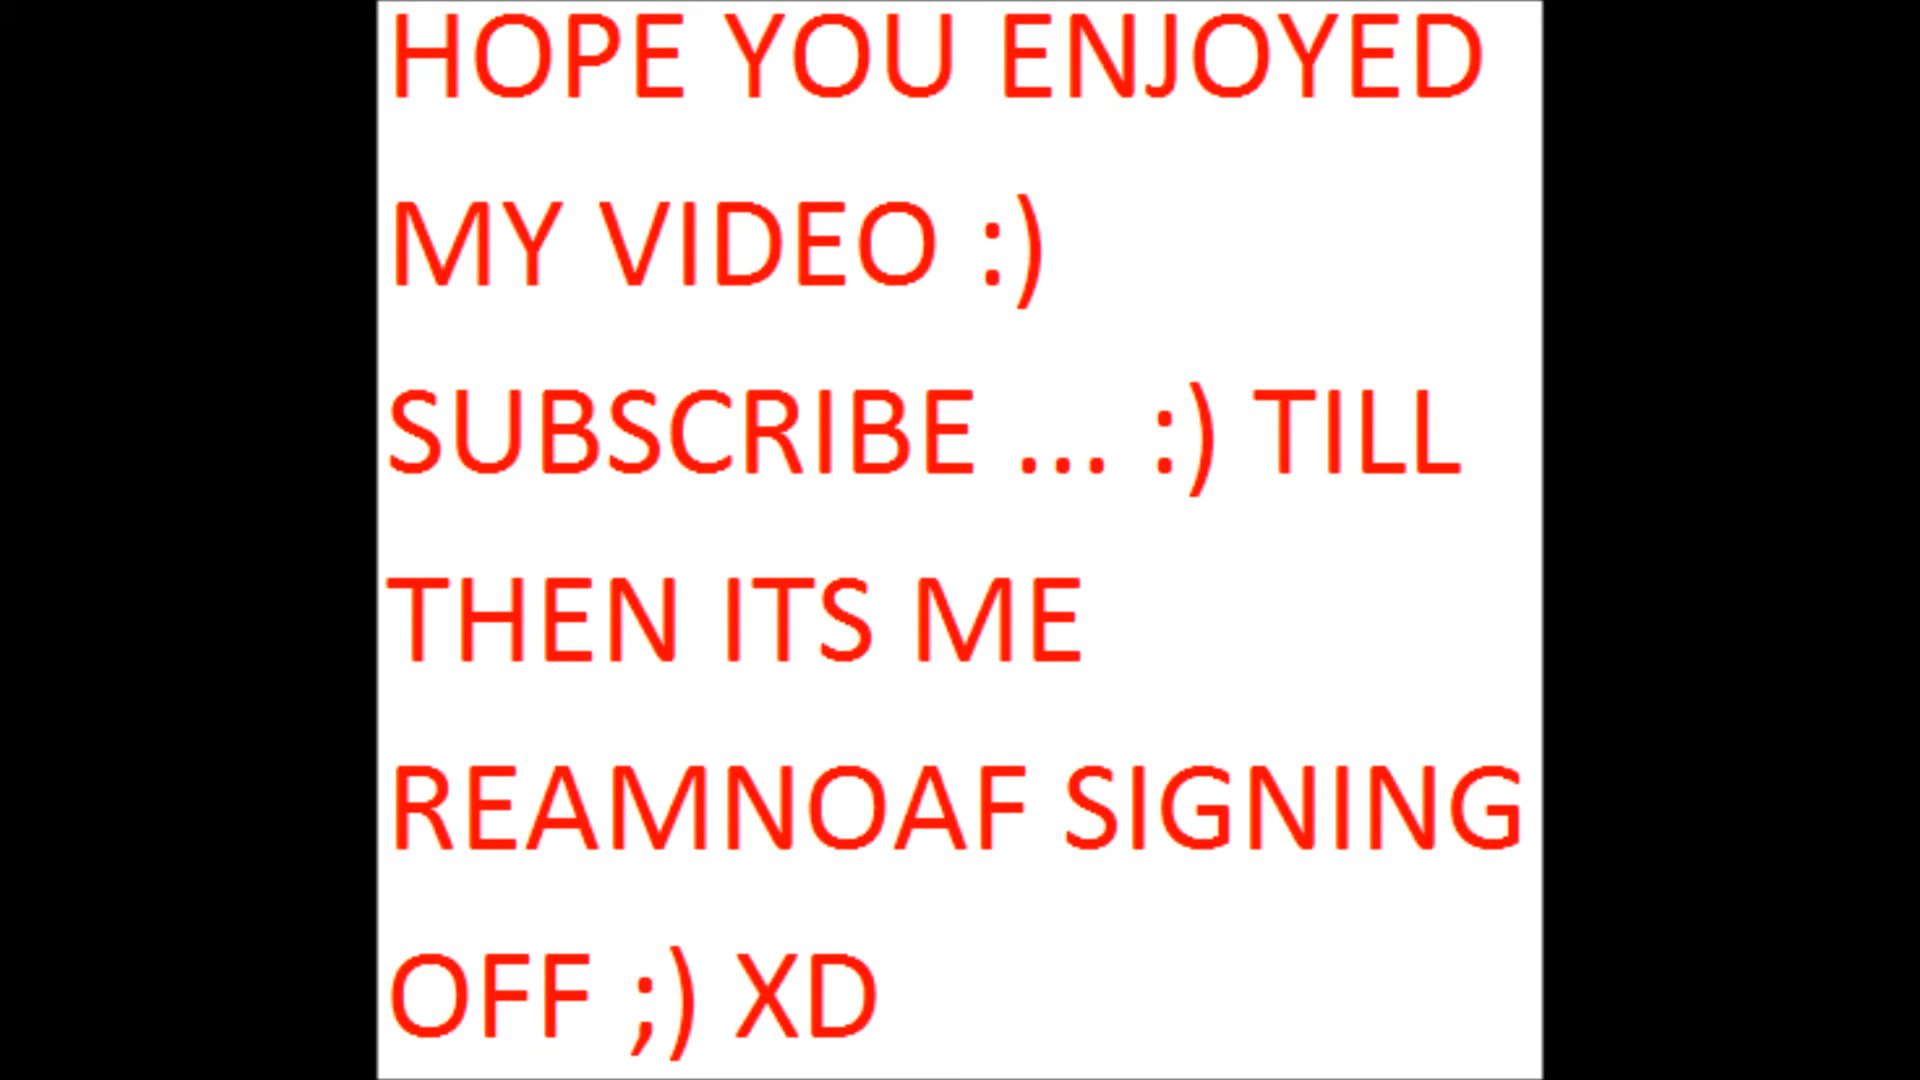 HOPE YOU ENJOYED
MY VIDEO :)
SUBSCRIBE ... :) TILL
THEN ITS ME
REAMNOAF SIGNING
OFF ;) XD